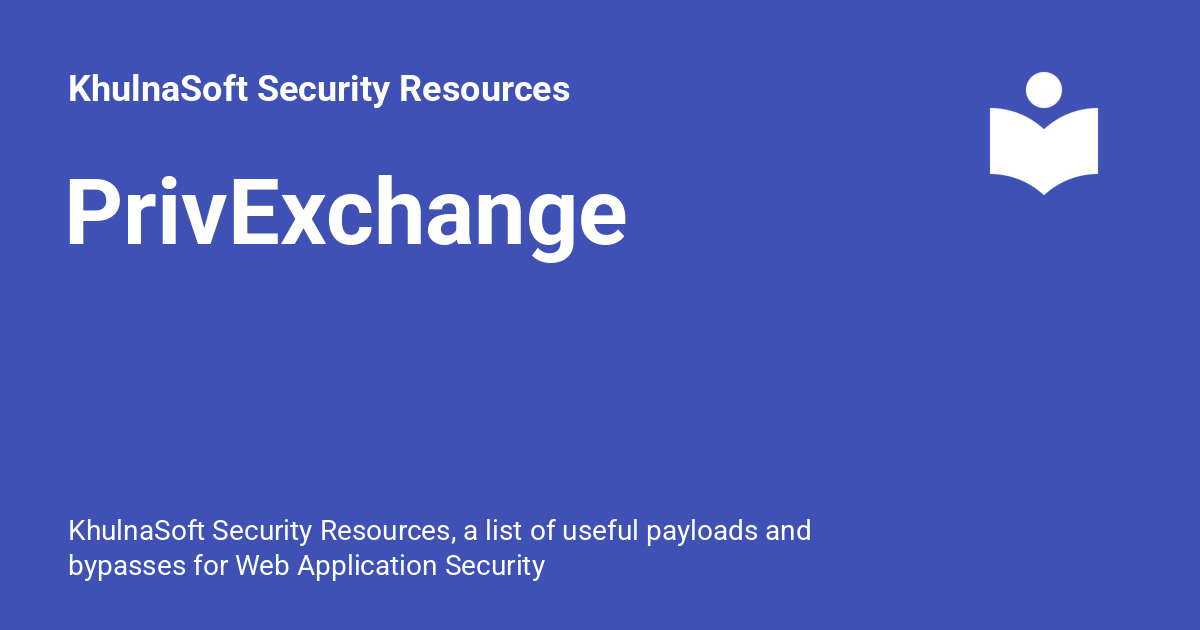 KhulnaSoft Security Resources
PrivExchange
KhulnaSoft Security Resources, a list of useful payloads and
bypasses for Web Application Security